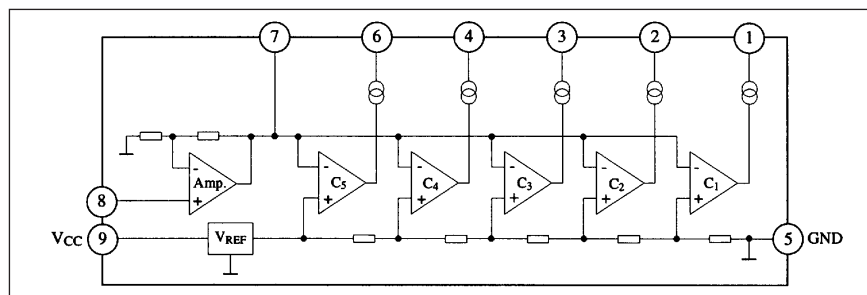 7 6 4 3 2 1
- Amp. +
- C5 +
- C4 +
- C3 +
- C2 +
- C1 +
8
VCC 9 VREF 5 GND